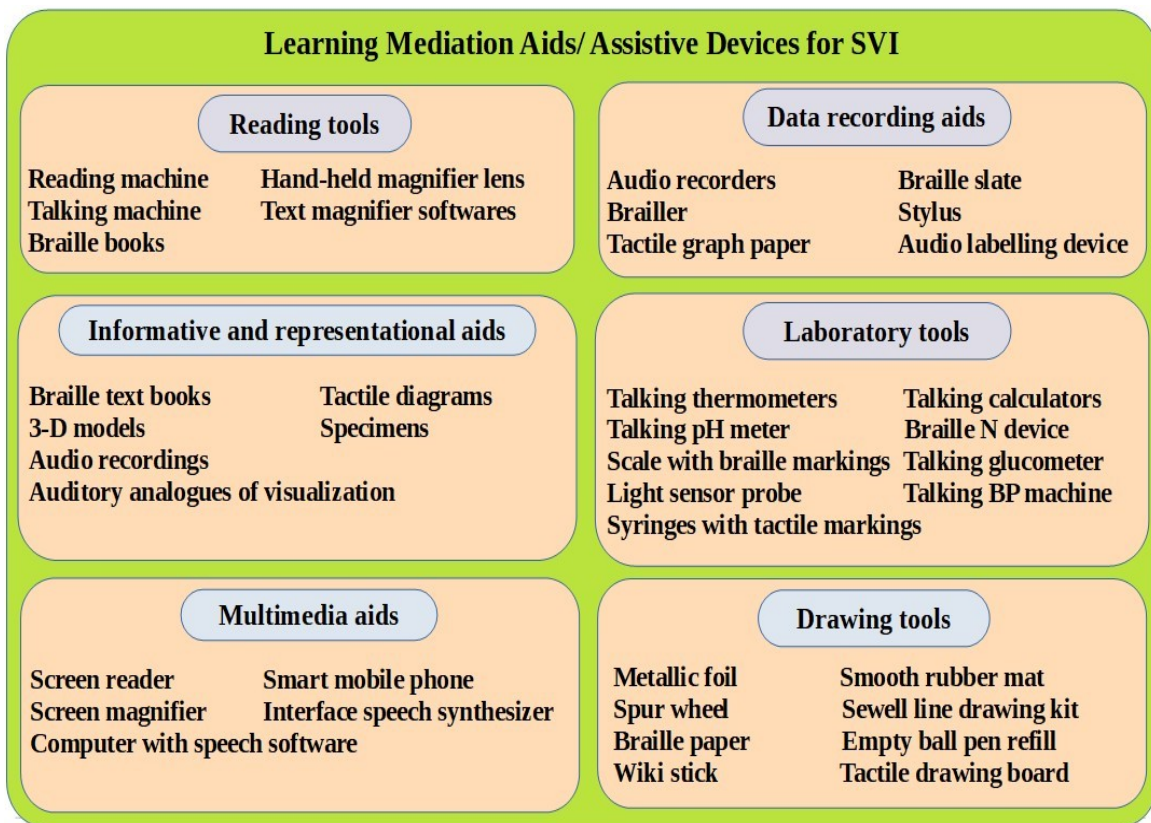 Learning Mediation Aids/ Assistive Devices for SVI
Reading tools
Reading machine Hand-held magnifier lens
Talking machine Text magnifier softwares
Braille books
Data recording aids
Audio recorders Braille slate
Brailler Stylus
Tactile graph paper Audio labelling device
Informative and representational aids
Braille text books Tactile diagrams
3-D models Specimens
Audio recordings
Auditory analogues of visualization
Laboratory tools
Talking thermometers Talking calculators
Talking pH meter Braille N device
Scale with braille markings Talking glucometer
Light sensor probe Talking BP machine
Syringes with tactile markings
Multimedia aids
Screen reader Smart mobile phone
Screen magnifier Interface speech synthesizer
Computer with speech software
Drawing tools
Metallic foil Smooth rubber mat
Spur wheel Sewell line drawing kit
Braille paper Empty ball pen refill
Wiki stick Tactile drawing board